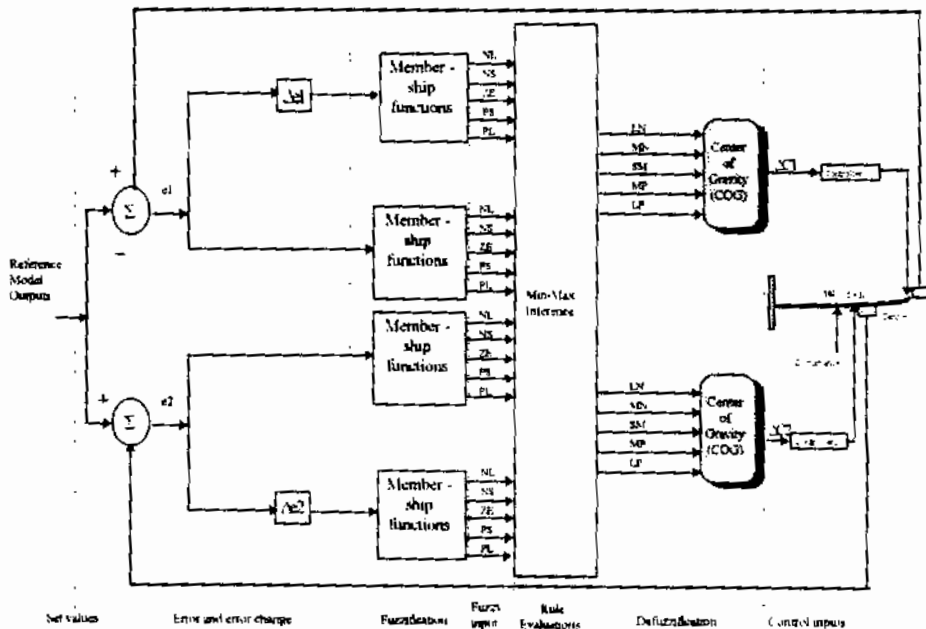 NL
NS
ZE
PS
PL
Member -
ship
functions
LN
MN
SM
MP
LP
Center
of
Gravity
(COG)
+
Σ
e1
−
Reference
Model
Outputs
NL
NS
ZE
PS
PL
Member -
ship
functions
Min-Max
Inference
NL
NS
ZE
PS
PL
Member -
ship
functions
+
Σ
e2
LN
MN
SM
MP
LP
Center
of
Gravity
(COG)
Δe2
Member -
ship
functions
NL
NS
ZE
PS
PL
Set values
Error and error change
Fuzzification
Fuzzy
input
Rule
Evaluations
Defuzzification
Control inputs